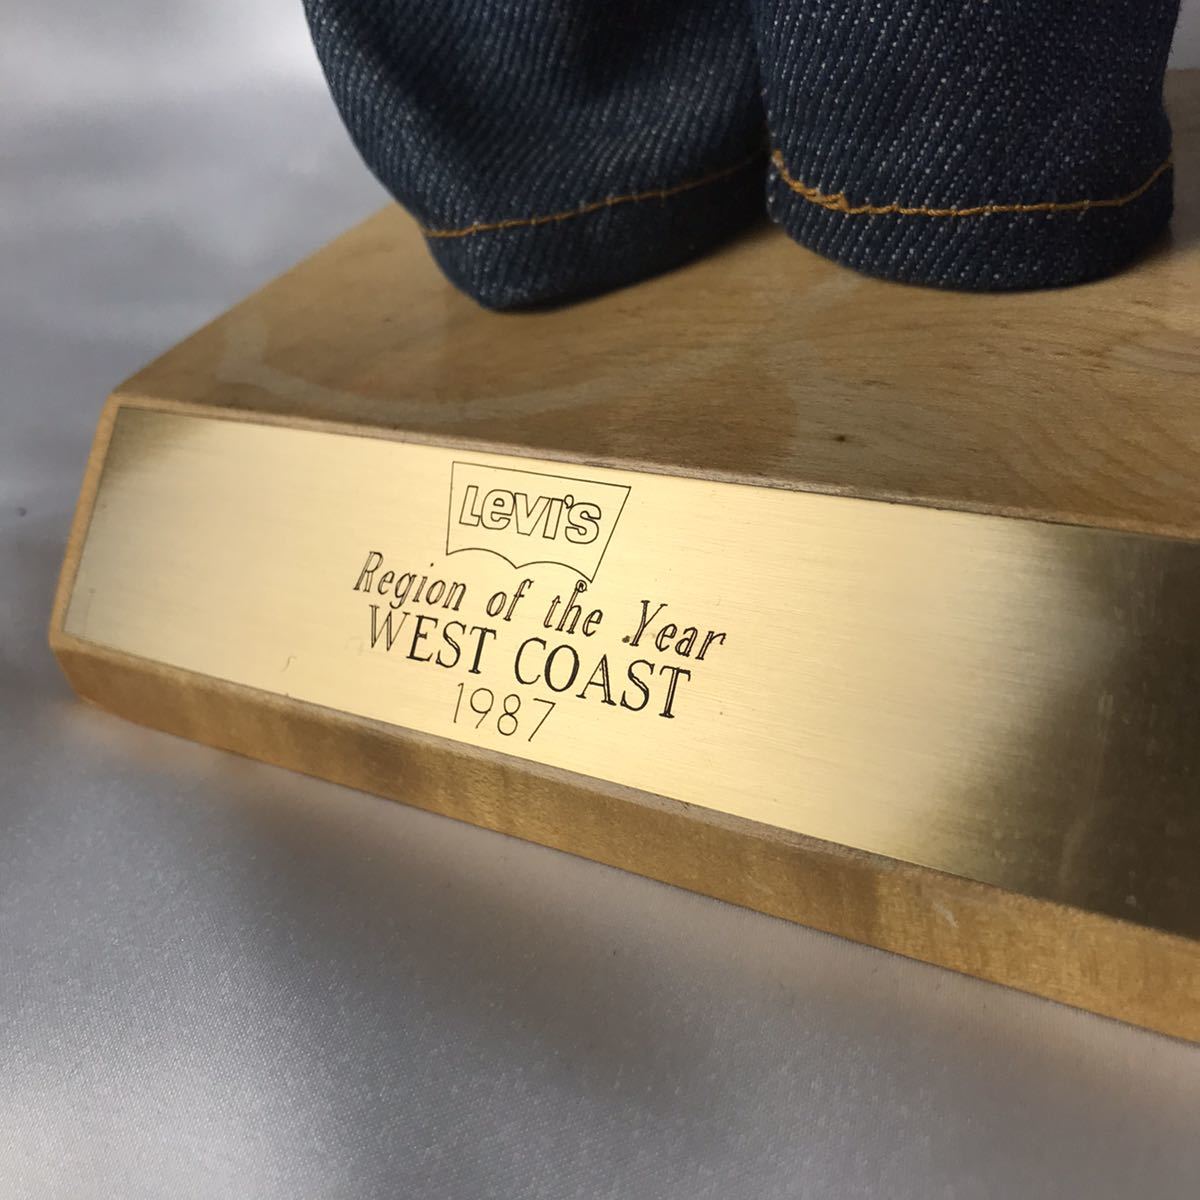 Levi's®
Region of the Year
WEST COAST
1987